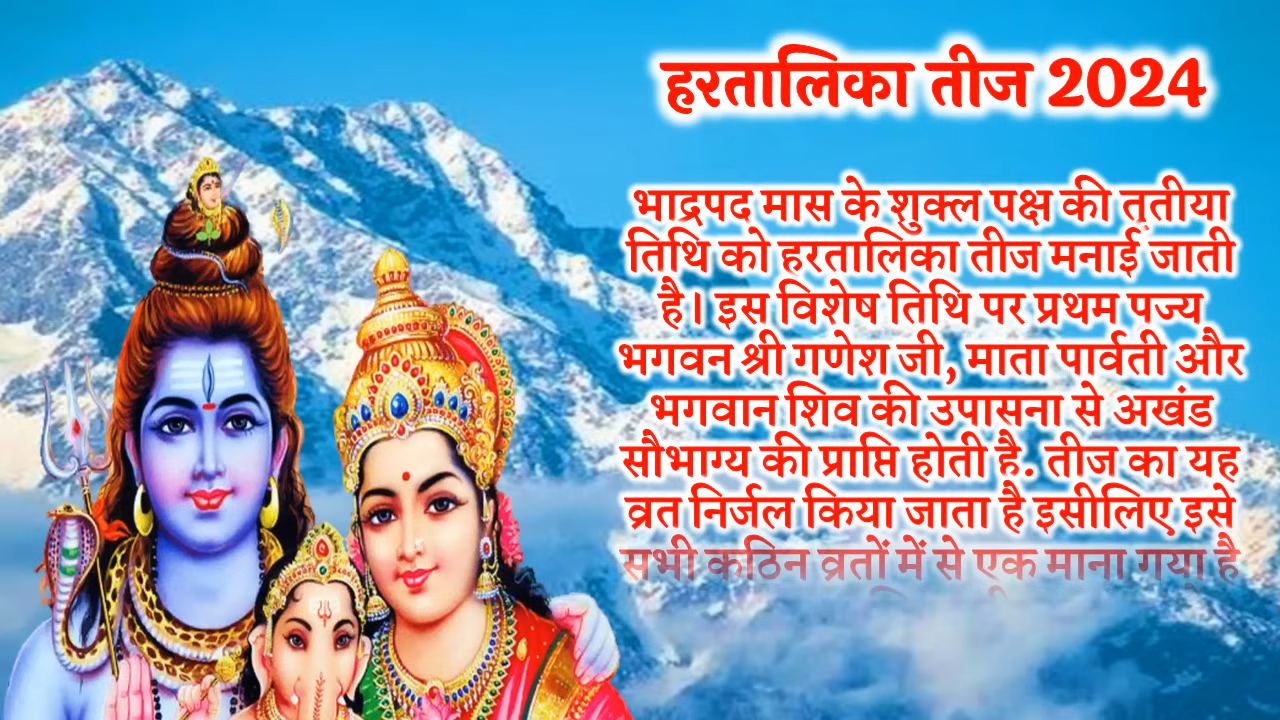 हरतालिका तीज 2024
भाद्रपद मास के शुक्ल पक्ष की तृतीया
तिथि को हरतालिका तीज मनाई जाती
है। इस विशेष तिथि पर प्रथम पज्य
भगवन श्री गणेश जी, माता पार्वती और
भगवान शिव की उपासना से अखंड
सौभाग्य की प्राप्ति होती है. तीज का यह
व्रत निर्जल किया जाता है इसीलिए इसे
सभी कठिन व्रतों में से एक माना गया है